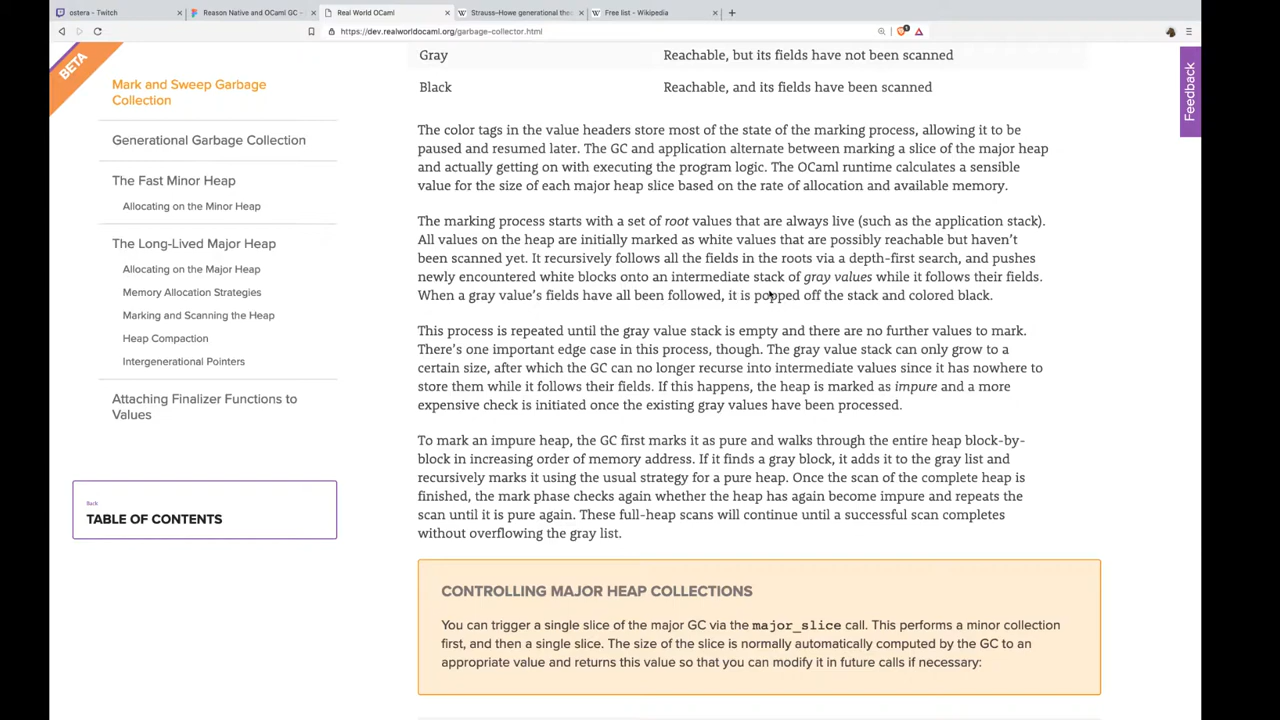 ostera - Twitch
Reason Native and OCaml GC -
Real World OCaml
Strauss–Howe generational the
Free list - Wikipedia
https://dev.realworldocaml.org/garbage-collector.html
BETA
Feedback
Mark and Sweep Garbage
Collection
Generational Garbage Collection
The Fast Minor Heap
Allocating on the Minor Heap
The Long-Lived Major Heap
Allocating on the Major Heap
Memory Allocation Strategies
Marking and Scanning the Heap
Heap Compaction
Intergenerational Pointers
Attaching Finalizer Functions to
Values
Back
TABLE OF CONTENTS
Gray Reachable, but its fields have not been scanned
Black Reachable, and its fields have been scanned
The color tags in the value headers store most of the state of the marking process, allowing it to be
paused and resumed later. The GC and application alternate between marking a slice of the major heap
and actually getting on with executing the program logic. The OCaml runtime calculates a sensible
value for the size of each major heap slice based on the rate of allocation and available memory.
The marking process starts with a set of root values that are always live (such as the application stack).
All values on the heap are initially marked as white values that are possibly reachable but haven't
been scanned yet. It recursively follows all the fields in the roots via a depth-first search, and pushes
newly encountered white blocks onto an intermediate stack of gray values while it follows their fields.
When a gray value's fields have all been followed, it is popped off the stack and colored black.
This process is repeated until the gray value stack is empty and there are no further values to mark.
There's one important edge case in this process, though. The gray value stack can only grow to a
certain size, after which the GC can no longer recurse into intermediate values since it has nowhere to
store them while it follows their fields. If this happens, the heap is marked as impure and a more
expensive check is initiated once the existing gray values have been processed.
To mark an impure heap, the GC first marks it as pure and walks through the entire heap block-by-
block in increasing order of memory address. If it finds a gray block, it adds it to the gray list and
recursively marks it using the usual strategy for a pure heap. Once the scan of the complete heap is
finished, the mark phase checks again whether the heap has again become impure and repeats the
scan until it is pure again. These full-heap scans will continue until a successful scan completes
without overflowing the gray list.
CONTROLLING MAJOR HEAP COLLECTIONS
You can trigger a single slice of the major GC via the major_slice call. This performs a minor collection
first, and then a single slice. The size of the slice is normally automatically computed by the GC to an
appropriate value and returns this value so that you can modify it in future calls if necessary: